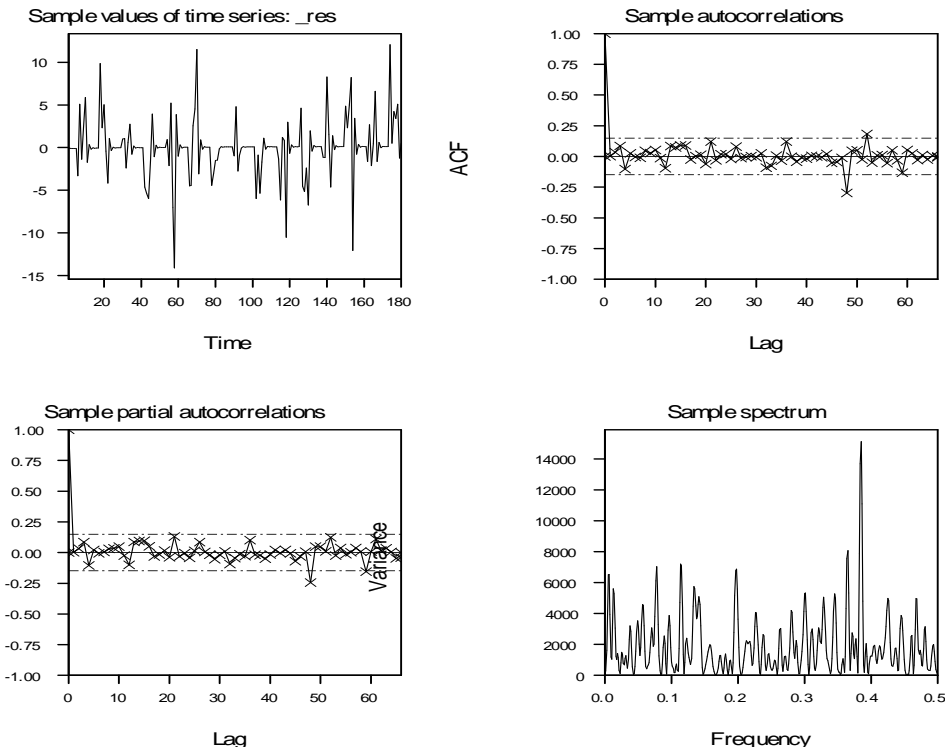 Sample values of time series: _res
10
5
0
-5
-10
-15
20 40 60 80 100 120 140 160 180
Time
Sample autocorrelations
ACF
1.00
0.75
0.50
0.25
0.00
-0.25
-0.50
-0.75
-1.00
0 10 20 30 40 50 60
Lag
Sample partial autocorrelations
1.00
0.75
0.50
0.25
0.00
-0.25
-0.50
-0.75
-1.00
0 10 20 30 40 50 60
Lag
Sample spectrum
Variance
14000
12000
10000
8000
6000
4000
2000
0
0.0 0.1 0.2 0.3 0.4 0.5
Frequency